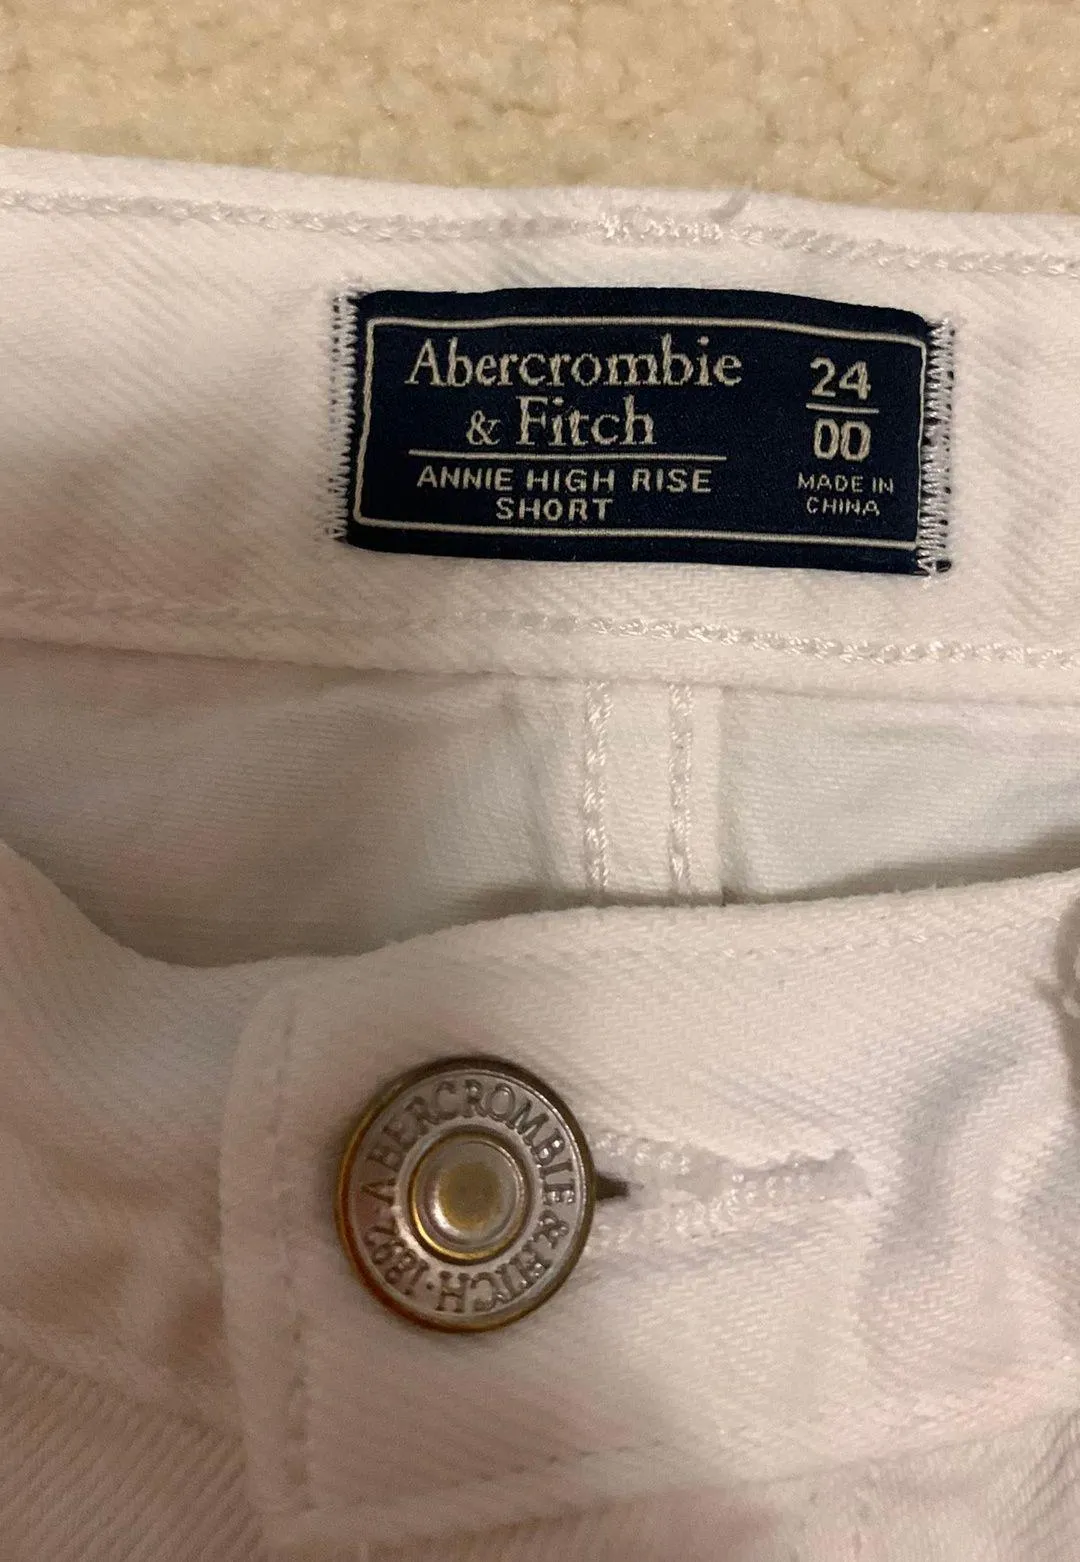 Abercrombie
& Fitch
ANNIE HIGH RISE
SHORT
24
00
MADE IN
CHINA
ABERCROMBIE & FITCH · 1892 ·